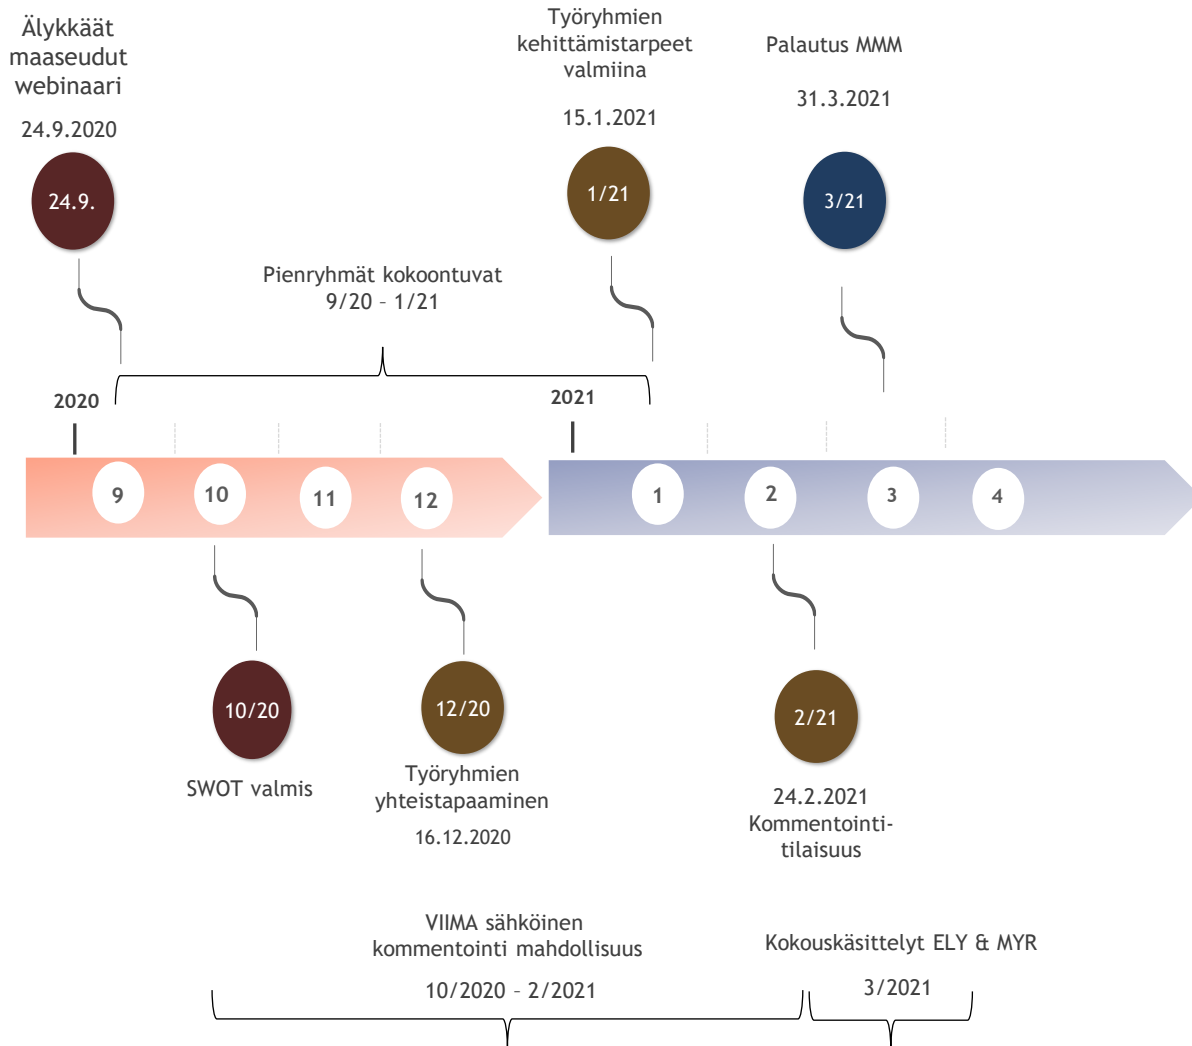 Älykkäät
maaseudut
webinaari
24.9.2020
24.9.
Työryhmien
kehittämistarpeet
valmiina
15.1.2021
1/21
Palautus MMM
31.3.2021
3/21
Pienryhmät kokoontuvat
9/20 – 1/21
2020
2021
9
10
11
12
1
2
3
4
10/20
SWOT valmis
12/20
Työryhmien
yhteistapaaminen
16.12.2020
2/21
24.2.2021
Kommentointi-
tilaisuus
VIIMA sähköinen
kommentointi mahdollisuus
10/2020 – 2/2021
Kokouskäsittelyt ELY & MYR
3/2021